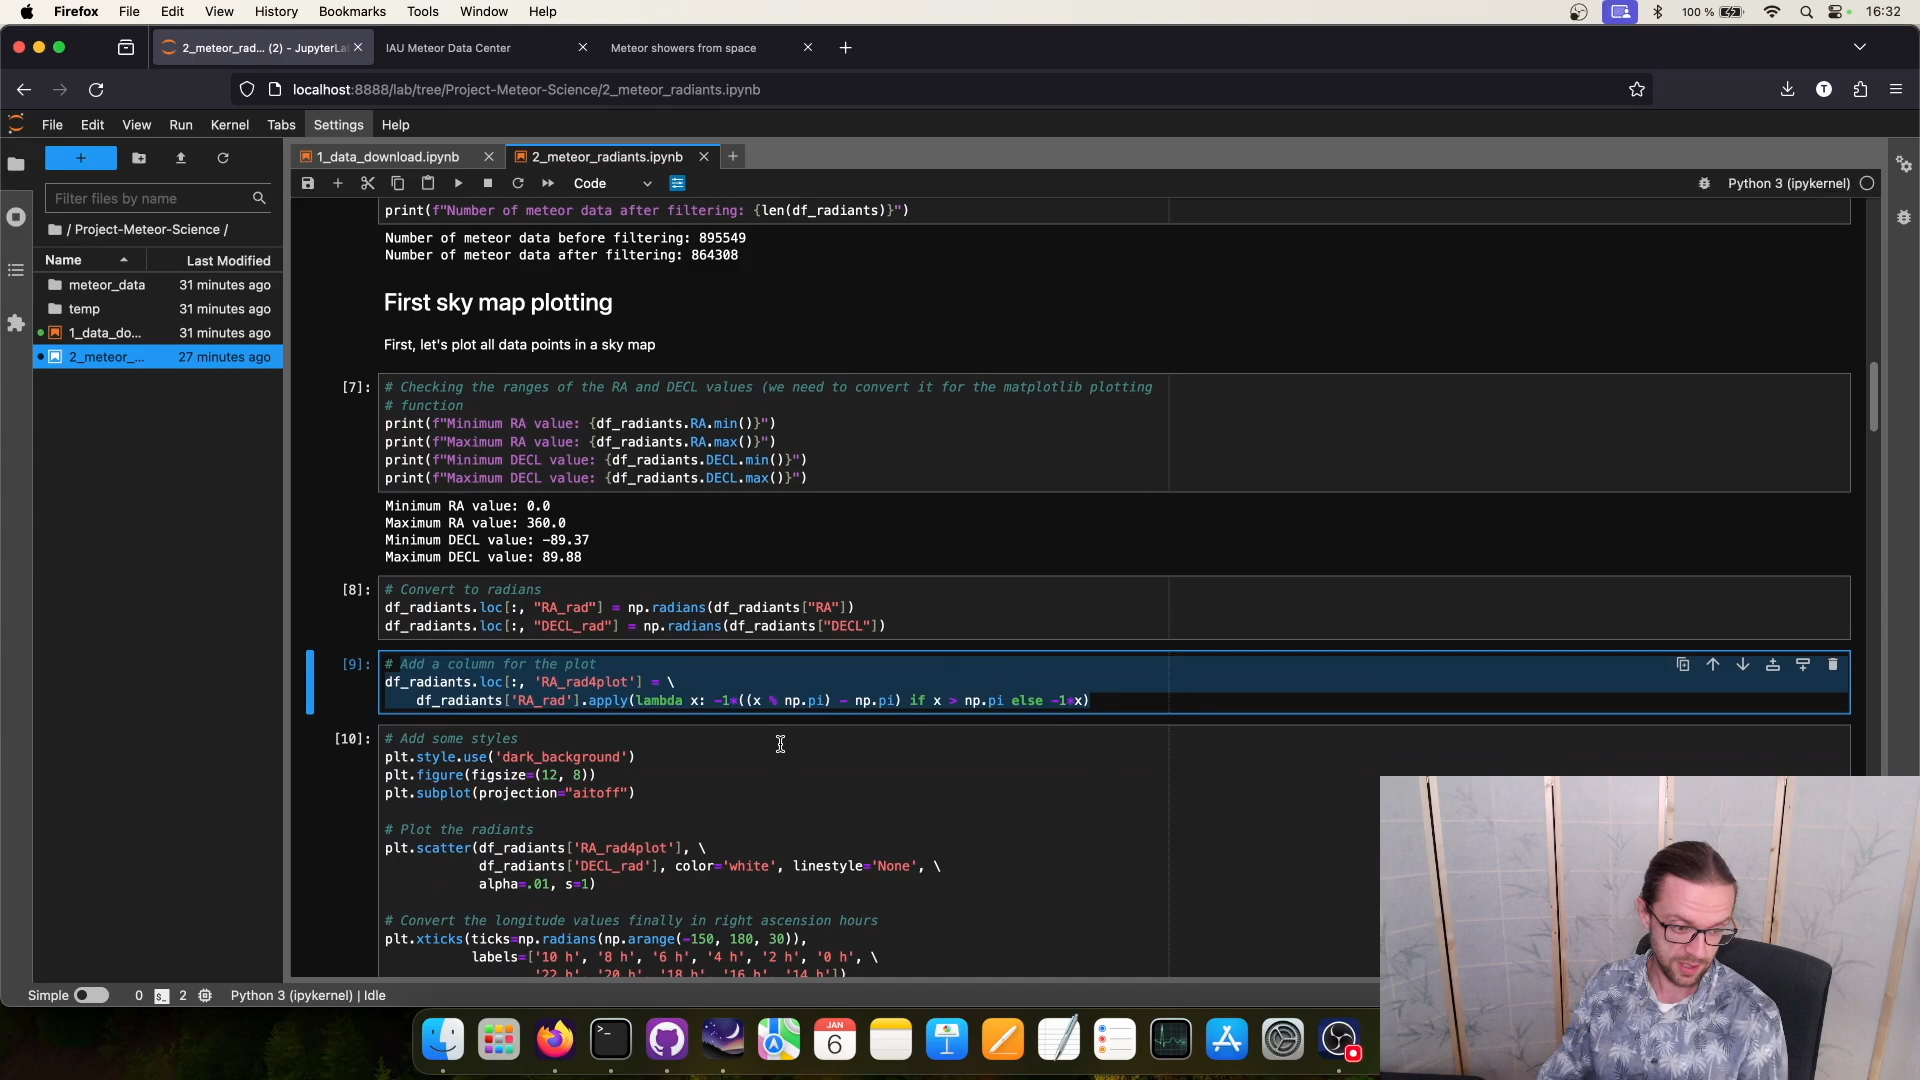 Firefox File Edit View History Bookmarks Tools Window Help 100 % 16:32
2_meteor_rad... (2) - JupyterLa IAU Meteor Data Center Meteor showers from space
localhost:8888/lab/tree/Project-Meteor-Science/2_meteor_radiants.ipynb
File Edit View Run Kernel Tabs Settings Help
1_data_download.ipynb 2_meteor_radiants.ipynb
Code Python 3 (ipykernel)
Filter files by name
/ Project-Meteor-Science /
Name Last Modified
meteor_data 31 minutes ago
temp 31 minutes ago
1_data_do... 31 minutes ago
2_meteor_... 27 minutes ago
print(f"Number of meteor data after filtering: {len(df_radiants)}")
Number of meteor data before filtering: 895549
Number of meteor data after filtering: 864308
First sky map plotting
First, let's plot all data points in a sky map
[7]: # Checking the ranges of the RA and DECL values (we need to convert it for the matplotlib plotting
# function
print(f"Minimum RA value: {df_radiants.RA.min()}")
print(f"Maximum RA value: {df_radiants.RA.max()}")
print(f"Minimum DECL value: {df_radiants.DECL.min()}")
print(f"Maximum DECL value: {df_radiants.DECL.max()}")
Minimum RA value: 0.0
Maximum RA value: 360.0
Minimum DECL value: -89.37
Maximum DECL value: 89.88
[8]: # Convert to radians
df_radiants.loc[:, "RA_rad"] = np.radians(df_radiants["RA"])
df_radiants.loc[:, "DECL_rad"] = np.radians(df_radiants["DECL"])
[9]: # Add a column for the plot
df_radiants.loc[:, 'RA_rad4plot'] = \
df_radiants['RA_rad'].apply(lambda x: -1*((x % np.pi) - np.pi) if x > np.pi else -1*x)
[10]: # Add some styles
plt.style.use('dark_background')
plt.figure(figsize=(12, 8))
plt.subplot(projection="aitoff")
# Plot the radiants
plt.scatter(df_radiants['RA_rad4plot'], \
df_radiants['DECL_rad'], color='white', linestyle='None', \
alpha=.01, s=1)
# Convert the longitude values finally in right ascension hours
plt.xticks(ticks=np.radians(np.arange(-150, 180, 30)),
labels=['10 h', '8 h', '6 h', '4 h', '2 h', '0 h', \
'22 h', '20 h', '18 h', '16 h', '14 h'])
Simple 0 2 Python 3 (ipykernel) | Idle
JAN
6